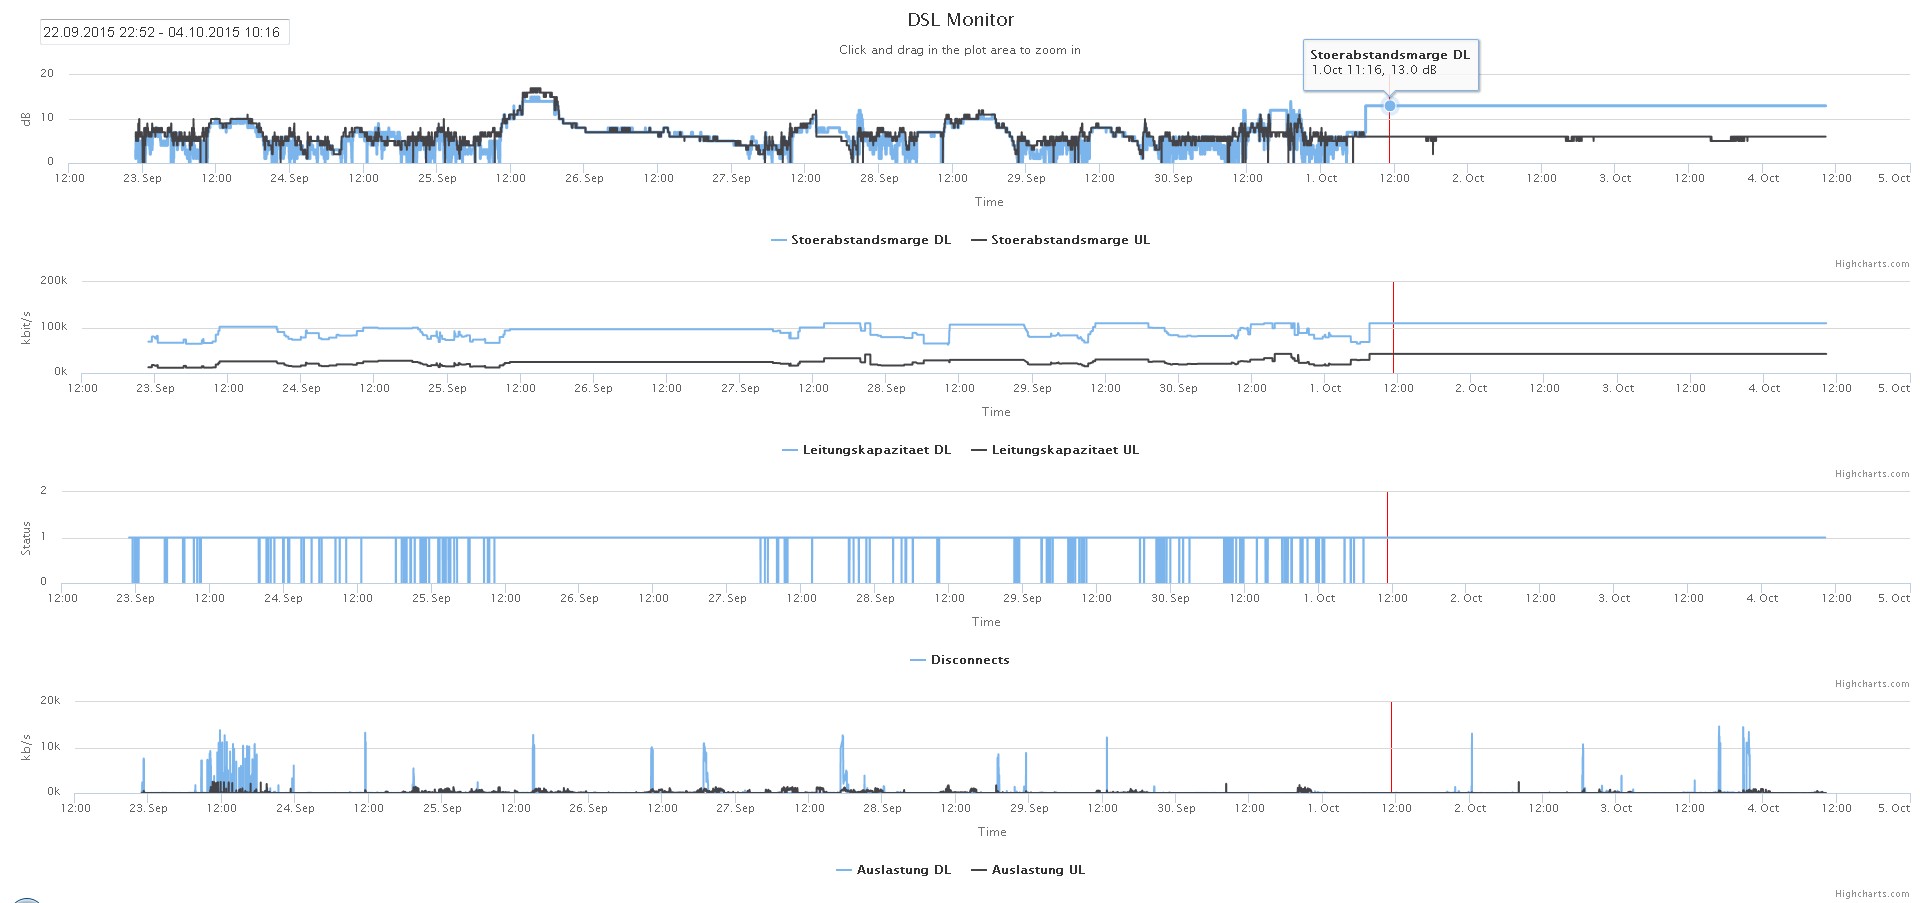 DSL Monitor
22.09.2015 22:52 - 04.10.2015 10:16
Click and drag in the plot area to zoom in
Stoerabstandsmarge DL
1.Oct 11:16, 13.0 dB
20
10
0
dB
12:00 23. Sep 12:00 24. Sep 12:00 25. Sep 12:00 26. Sep 12:00 27. Sep 12:00 28. Sep 12:00 29. Sep 12:00 30. Sep 12:00 1. Oct 12:00 2. Oct 12:00 3. Oct 12:00 4. Oct 12:00 5. Oct
Time
Stoerabstandsmarge DL Stoerabstandsmarge UL
Highcharts.com
200k
100k
0k
kbit/s
12:00 23. Sep 12:00 24. Sep 12:00 25. Sep 12:00 26. Sep 12:00 27. Sep 12:00 28. Sep 12:00 29. Sep 12:00 30. Sep 12:00 1. Oct 12:00 2. Oct 12:00 3. Oct 12:00 4. Oct 12:00 5. Oct
Time
Leitungskapazitaet DL Leitungskapazitaet UL
Highcharts.com
2
1
0
Status
12:00 23. Sep 12:00 24. Sep 12:00 25. Sep 12:00 26. Sep 12:00 27. Sep 12:00 28. Sep 12:00 29. Sep 12:00 30. Sep 12:00 1. Oct 12:00 2. Oct 12:00 3. Oct 12:00 4. Oct 12:00 5. Oct
Time
Disconnects
Highcharts.com
20k
10k
0k
kb/s
12:00 23. Sep 12:00 24. Sep 12:00 25. Sep 12:00 26. Sep 12:00 27. Sep 12:00 28. Sep 12:00 29. Sep 12:00 30. Sep 12:00 1. Oct 12:00 2. Oct 12:00 3. Oct 12:00 4. Oct 12:00 5. Oct
Time
Auslastung DL Auslastung UL
Highcharts.com